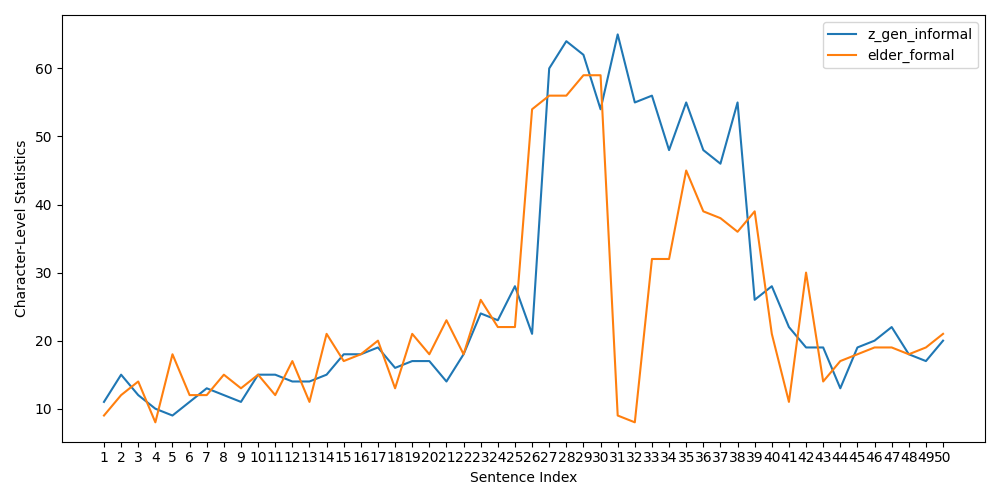 z_gen_informal
elder_formal
Character-Level Statistics
60
50
40
30
20
10
1 2 3 4 5 6 7 8 9 10 11 12 13 14 15 16 17 18 19 20 21 22 23 24 25 26 27 28 29 30 31 32 33 34 35 36 37 38 39 40 41 42 43 44 45 46 47 48 49 50
Sentence Index